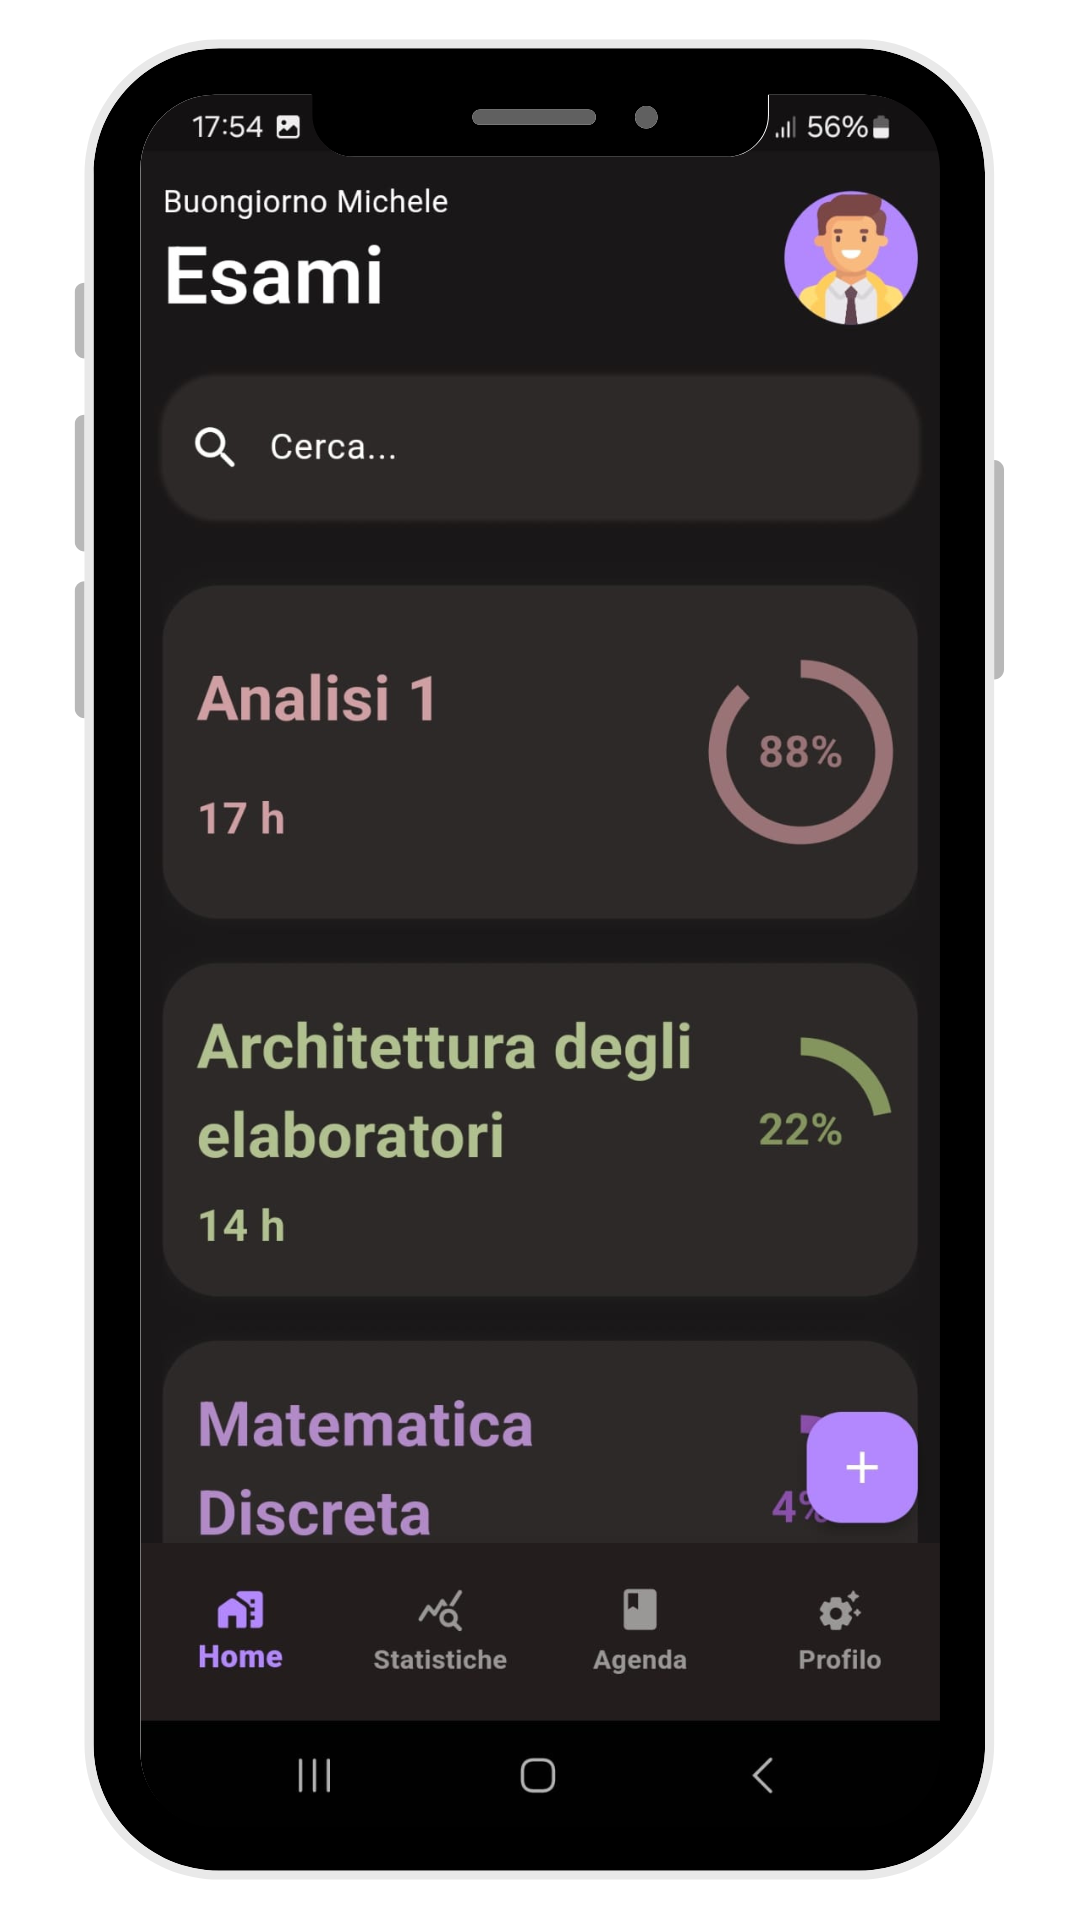 17:54
56%
Buongiorno Michele
Esami
Cerca...
Analisi 1
88%
17 h
Architettura degli
elaboratori
22%
14 h
Matematica
Discreta
4%
Home
Statistiche
Agenda
Profilo